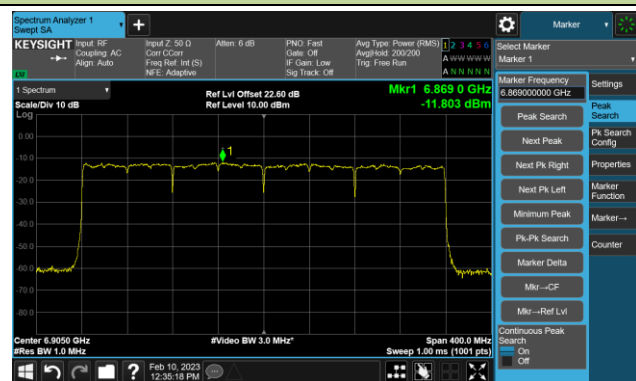 Spectrum Analyzer 1
Swept SA
Marker
KEYSIGHT
Input: RF
Coupling: AC
Align: Auto
Input Z: 50 Ω
Corr CCorr
Freq Ref: Int (S)
NFE: Adaptive
Atten: 6 dB
PNO: Fast
Gate: Off
IF Gain: Low
Sig Track: Off
Avg Type: Power (RMS)
Avg|Hold: 200/200
Trig: Free Run
1 2 3 4 5 6
A W W W W W
A N N N N N
Select Marker
Marker 1
1 Spectrum
Scale/Div 10 dB
Log
Ref Lvl Offset 22.60 dB
Ref Level 10.00 dBm
Mkr1 6.869 0 GHz
-11.803 dBm
1
0.00
-10.0
-20.0
-30.0
-40.0
-50.0
-60.0
-70.0
-80.0
Center 6.9050 GHz
#Res BW 1.0 MHz
#Video BW 3.0 MHz*
Span 400.0 MHz
Sweep 1.00 ms (1001 pts)
Marker Frequency
6.869000000 GHz
Peak Search
Next Peak
Next Pk Right
Next Pk Left
Minimum Peak
Pk-Pk Search
Marker Delta
Mkr→CF
Mkr→Ref Lvl
Continuous Peak
Search
On
Off
Settings
Peak
Search
Pk Search
Config
Properties
Marker
Function
Marker→
Counter
Feb 10, 2023
12:35:18 PM